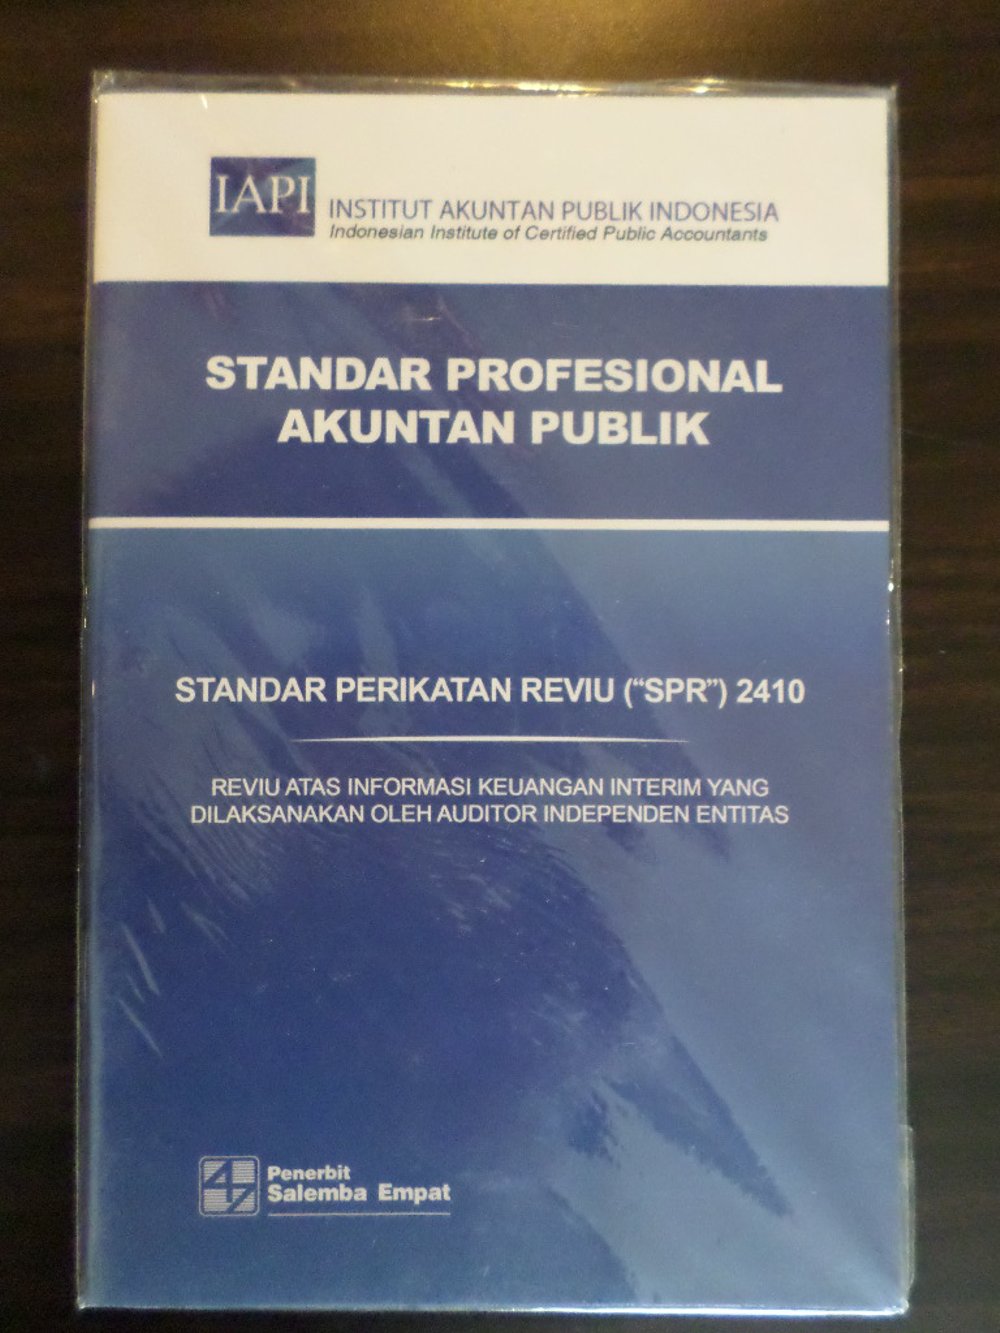 IAPI
INSTITUT AKUNTAN PUBLIK INDONESIA
Indonesian Institute of Certified Public Accountants
STANDAR PROFESIONAL
AKUNTAN PUBLIK
STANDAR PERIKATAN REVIU (“SPR”) 2410
REVIU ATAS INFORMASI KEUANGAN INTERIM YANG
DILAKSANAKAN OLEH AUDITOR INDEPENDEN ENTITAS
Penerbit
Salemba Empat